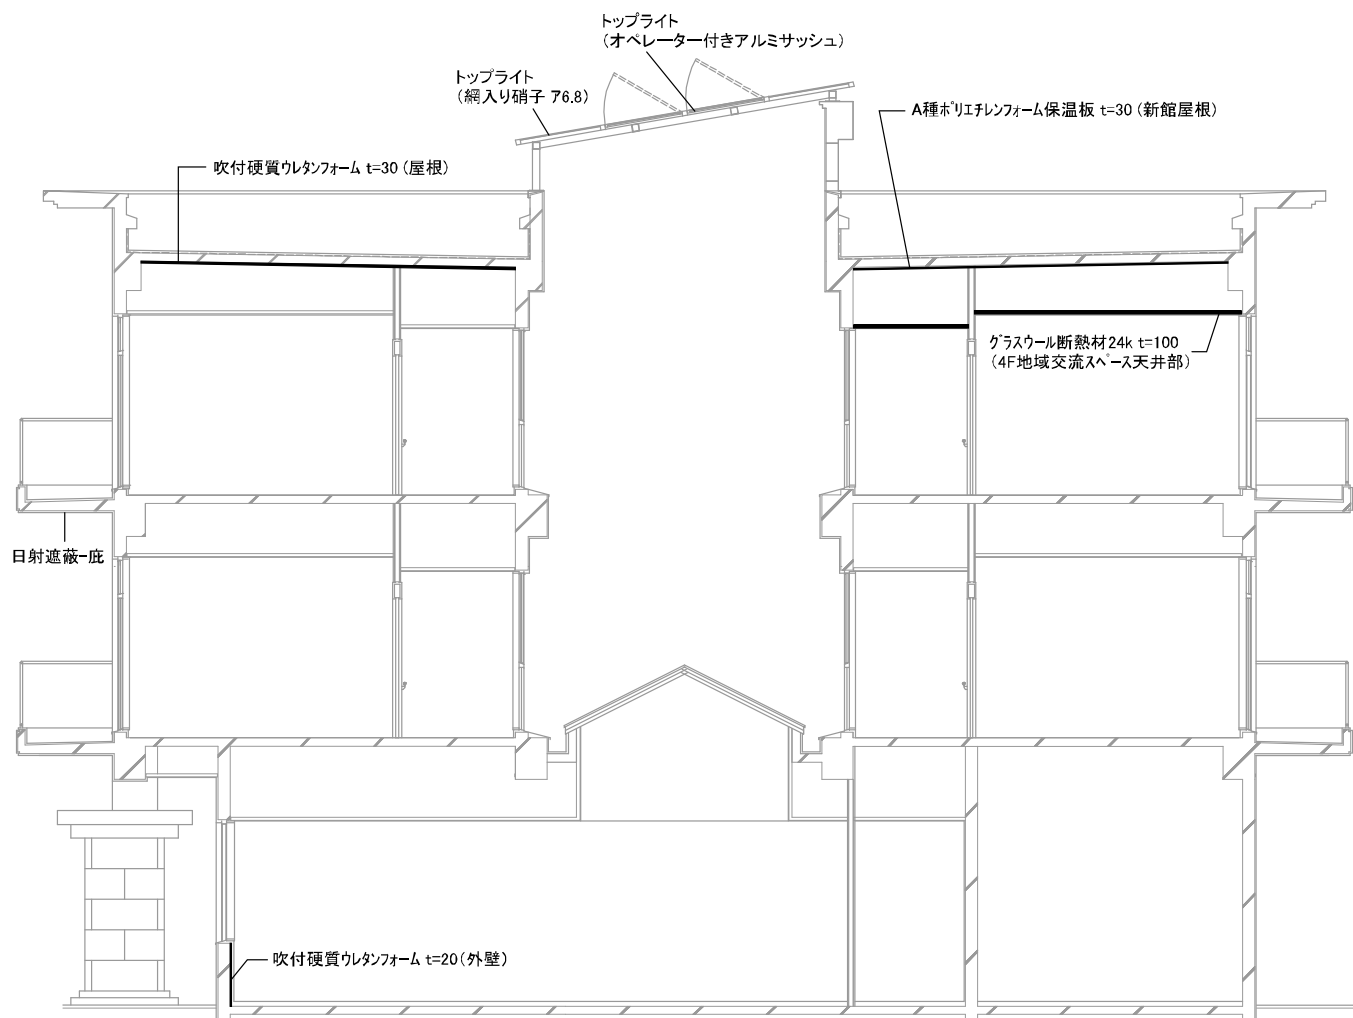 トップライト
(オペレーター付きアルミサッシュ)
トップライト
(網入り硝子 ア6.8)
A種ポリエチレンフォーム保温板 t=30 (新館屋根)
吹付硬質ウレタンフォーム t=30 (屋根)
グラスウール断熱材24k t=100
(4F地域交流スペース天井部)
日射遮蔽-庇
吹付硬質ウレタンフォーム t=20(外壁)